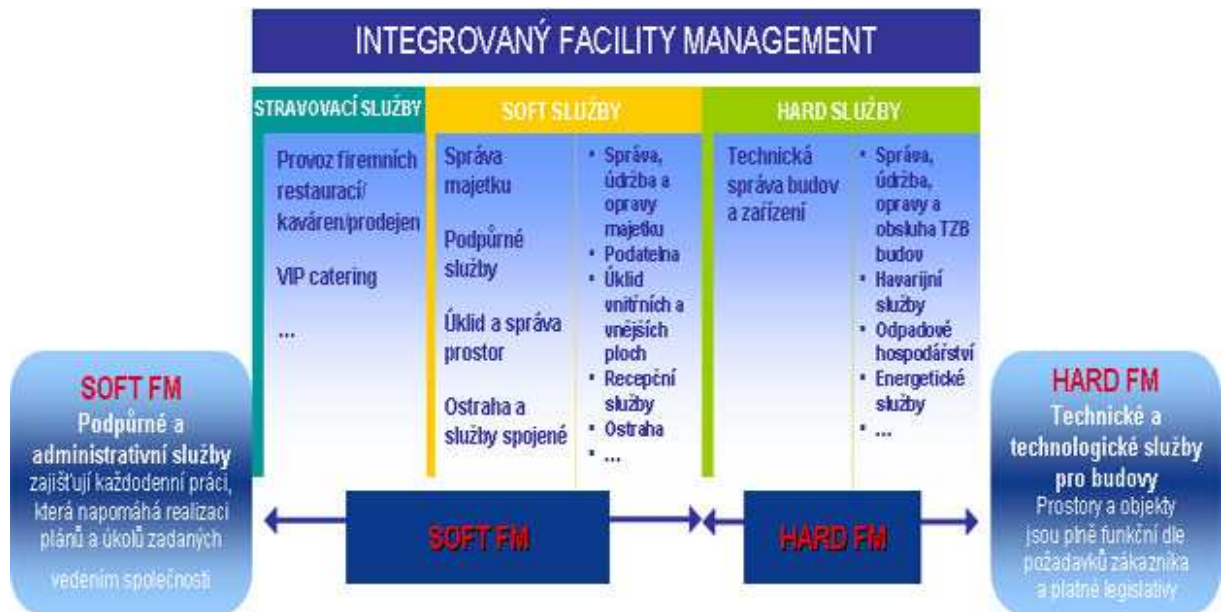 INTEGROVANÝ FACILITY MANAGEMENT
STRAVOVACÍ SLUŽBY
Provoz firemních
restaurací/
kaváren/prodejen
VIP catering
...
SOFT SLUŽBY
Správa
majetku
Podpůrné
služby
Úklid a správa
prostor
Ostraha a
služby spojené
• Správa,
údržba a
opravy
majetku
• Podatelna
• Úklid
vnitřních a
vnějších
ploch
• Recepční
služby
• Ostraha
• ...
HARD SLUŽBY
Technická
správa budov
a zařízení
• Správa,
údržba,
opravy a
obsluha TZB
budov
• Havarijní
služby
• Odpadové
hospodářství
• Energetické
služby
• ...
SOFT FM
Podpůrné a
administrativní služby
zajišťují každodenní práci,
která napomáhá realizaci
plánů a úkolů zadaných
vedením společnosti
SOFT FM
HARD FM
HARD FM
Technické a
technologické služby
pro budovy
Prostory a objekty
jsou plně funkční dle
požadavků zákazníka
a platné legislativy